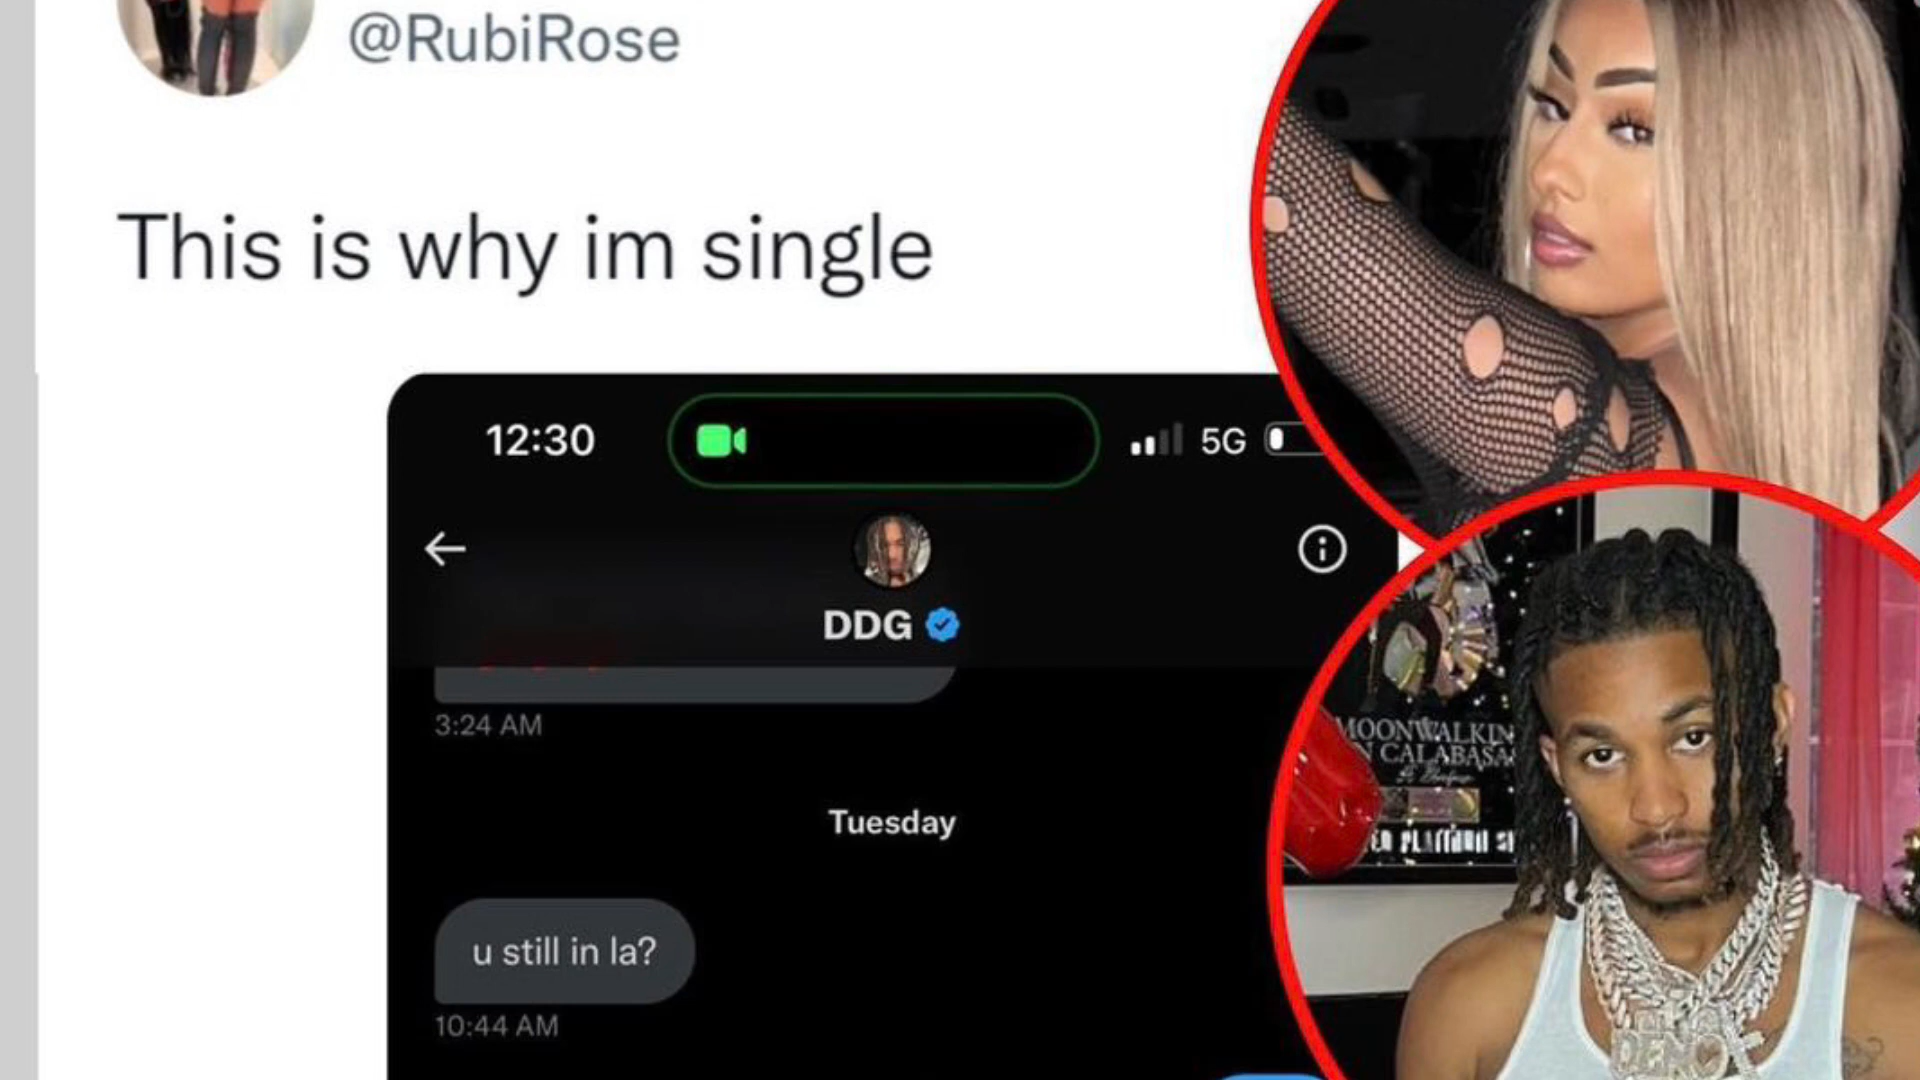 @RubiRose
This is why im single
12:30
5G
DDG
3:24 AM
Tuesday
u still in la?
10:44 AM
MOONWALKIN
N CALABASA